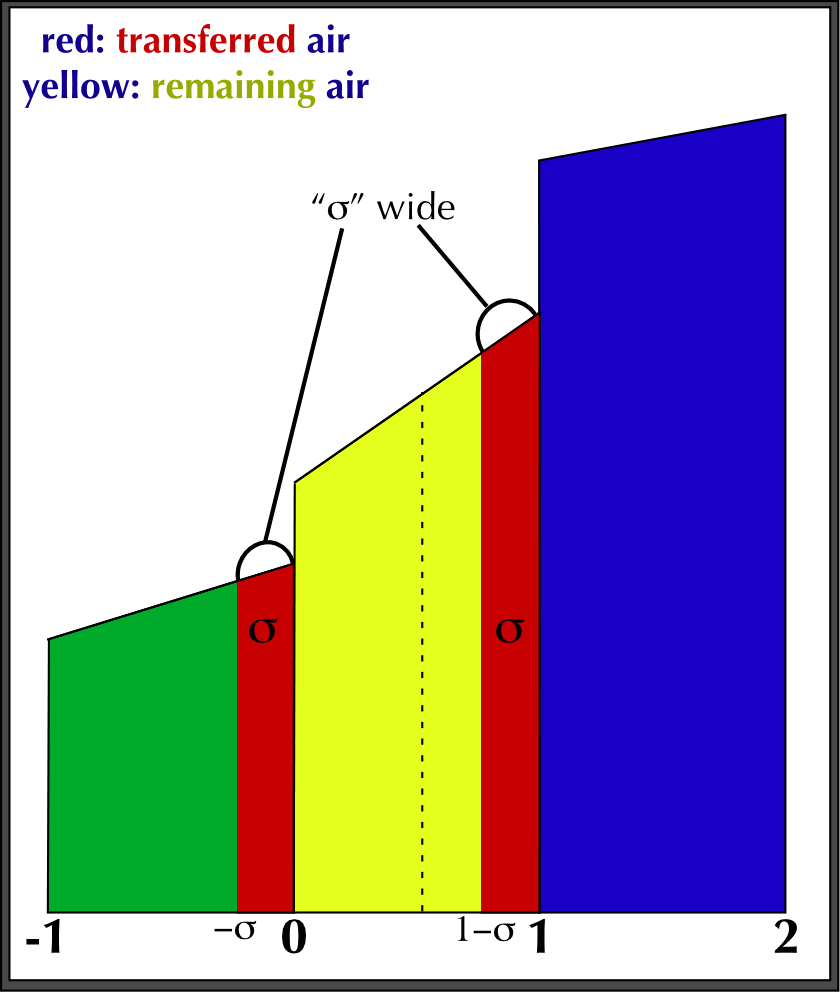 red: transferred air
yellow: remaining air
“σ” wide
σ σ
-1 −σ 0 1−σ 1 2